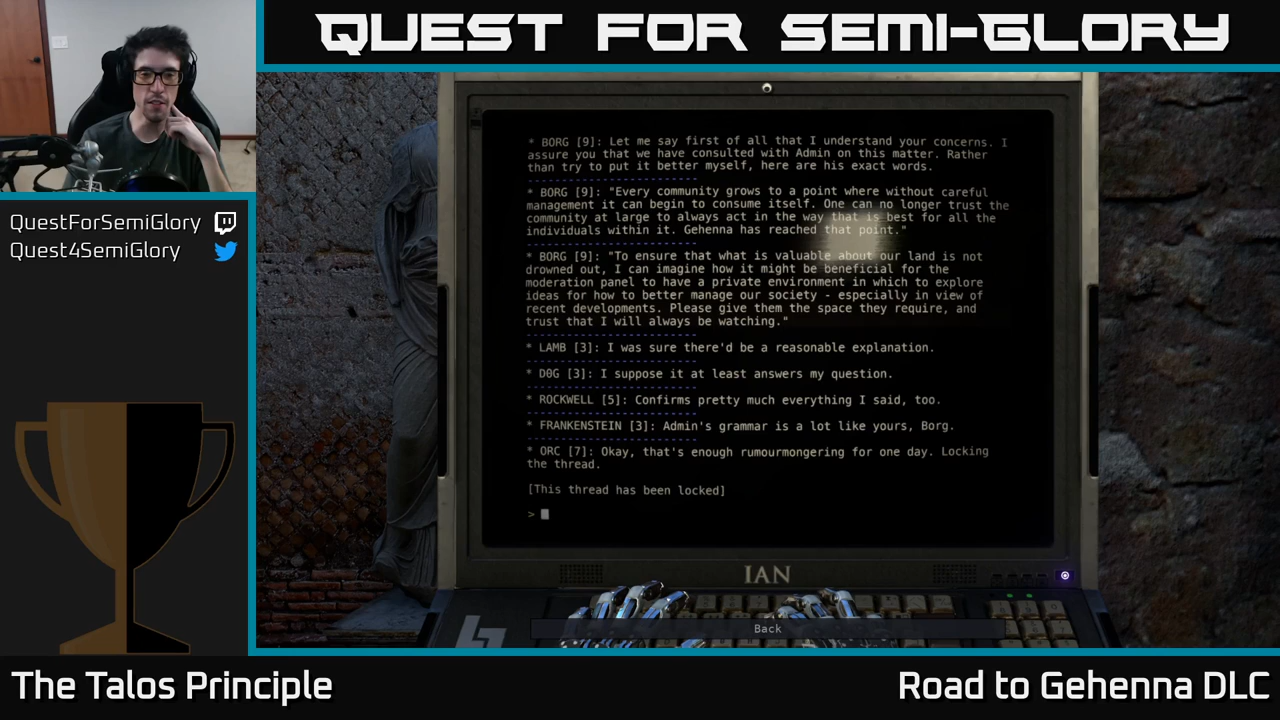 QUEST FOR SEMI-GLORY
QuestForSemiGlory
Quest4SemiGlory
* BORG [9]: Let me say first of all that I understand your concerns. I
assure you that we have consulted with Admin on this matter. Rather
than try to put it better myself, here are his exact words.
--------------------------
* BORG [9]: "Every community grows to a point where without careful
management it can begin to consume itself. One can no longer trust the
community at large to always act in the way that is best for all the
individuals within it. Gehenna has reached that point."
--------------------------
* BORG [9]: "To ensure that what is valuable about our land is not
drowned out, I can imagine how it might be beneficial for the
moderation panel to have a private environment in which to explore
ideas for how to better manage our society - especially in view of
recent developments. Please give them the space they require, and
trust that I will always be watching."
--------------------------
* LAMB [3]: I was sure there'd be a reasonable explanation.
--------------------------
* D0G [3]: I suppose it at least answers my question.
--------------------------
* ROCKWELL [5]: Confirms pretty much everything I said, too.
--------------------------
* FRANKENSTEIN [3]: Admin's grammar is a lot like yours, Borg.
--------------------------
* ORC [7]: Okay, that's enough rumourmongering for one day. Locking
the thread.
[This thread has been locked]
>
IAN
Back
The Talos Principle
Road to Gehenna DLC